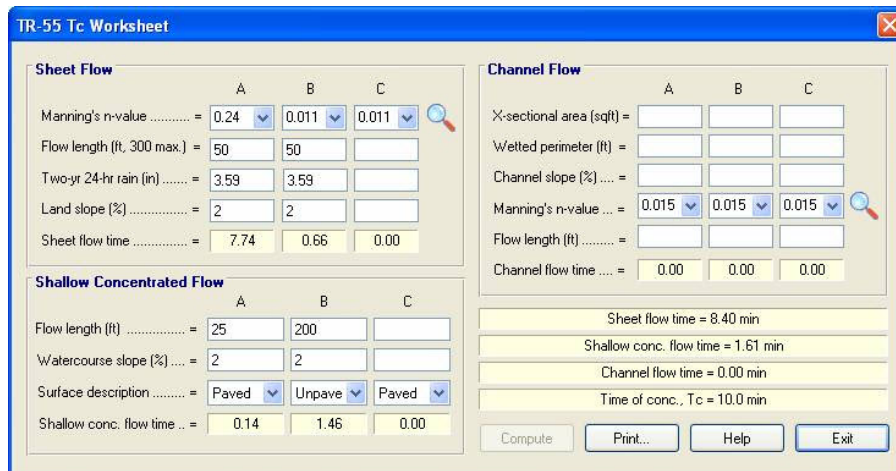 TR-55 Tc Worksheet
Sheet Flow
A B C
Manning's n-value ........... = 0.24 0.011 0.011
Flow length (ft, 300 max.) = 50 50
Two-yr 24-hr rain (in) ....... = 3.59 3.59
Land slope (%) .............. = 2 2
Sheet flow time ............... = 7.74 0.66 0.00
Shallow Concentrated Flow
A B C
Flow length (ft) ............... = 25 200
Watercourse slope (%) .... = 2 2
Surface description ......... = Paved Unpave Paved
Shallow conc. flow time .. = 0.14 1.46 0.00
Channel Flow
A B C
X-sectional area (sqft) =
Wetted perimeter (ft) =
Channel slope (%) .... =
Manning's n-value ... = 0.015 0.015 0.015
Flow length (ft) ......... =
Channel flow time .... = 0.00 0.00 0.00
Sheet flow time = 8.40 min
Shallow conc. flow time = 1.61 min
Channel flow time = 0.00 min
Time of conc., Tc = 10.0 min
Compute Print... Help Exit